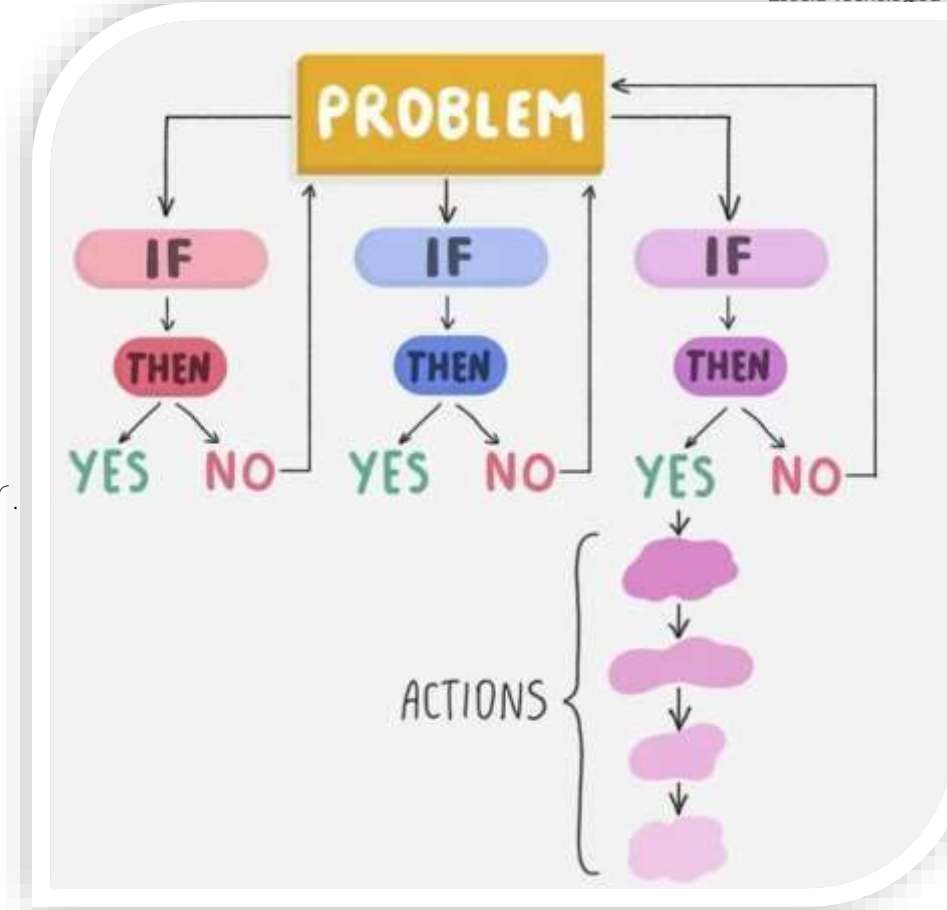 PROBLEM
IF IF IF
THEN THEN THEN
YES NO YES NO YES NO
ACTIONS